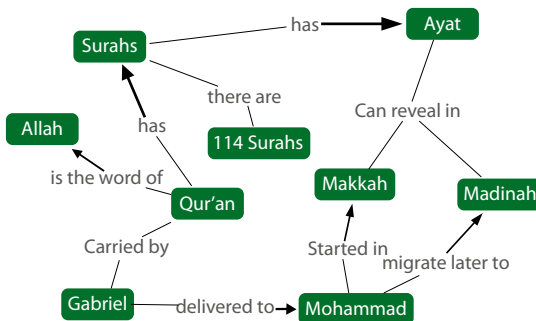 has
Ayat
Surahs
there are
Can reveal in
Allah
has
114 Surahs
is the word of
Makkah
Madinah
Qur'an
Carried by
Started in
migrate later to
Gabriel
delivered to
Mohammad